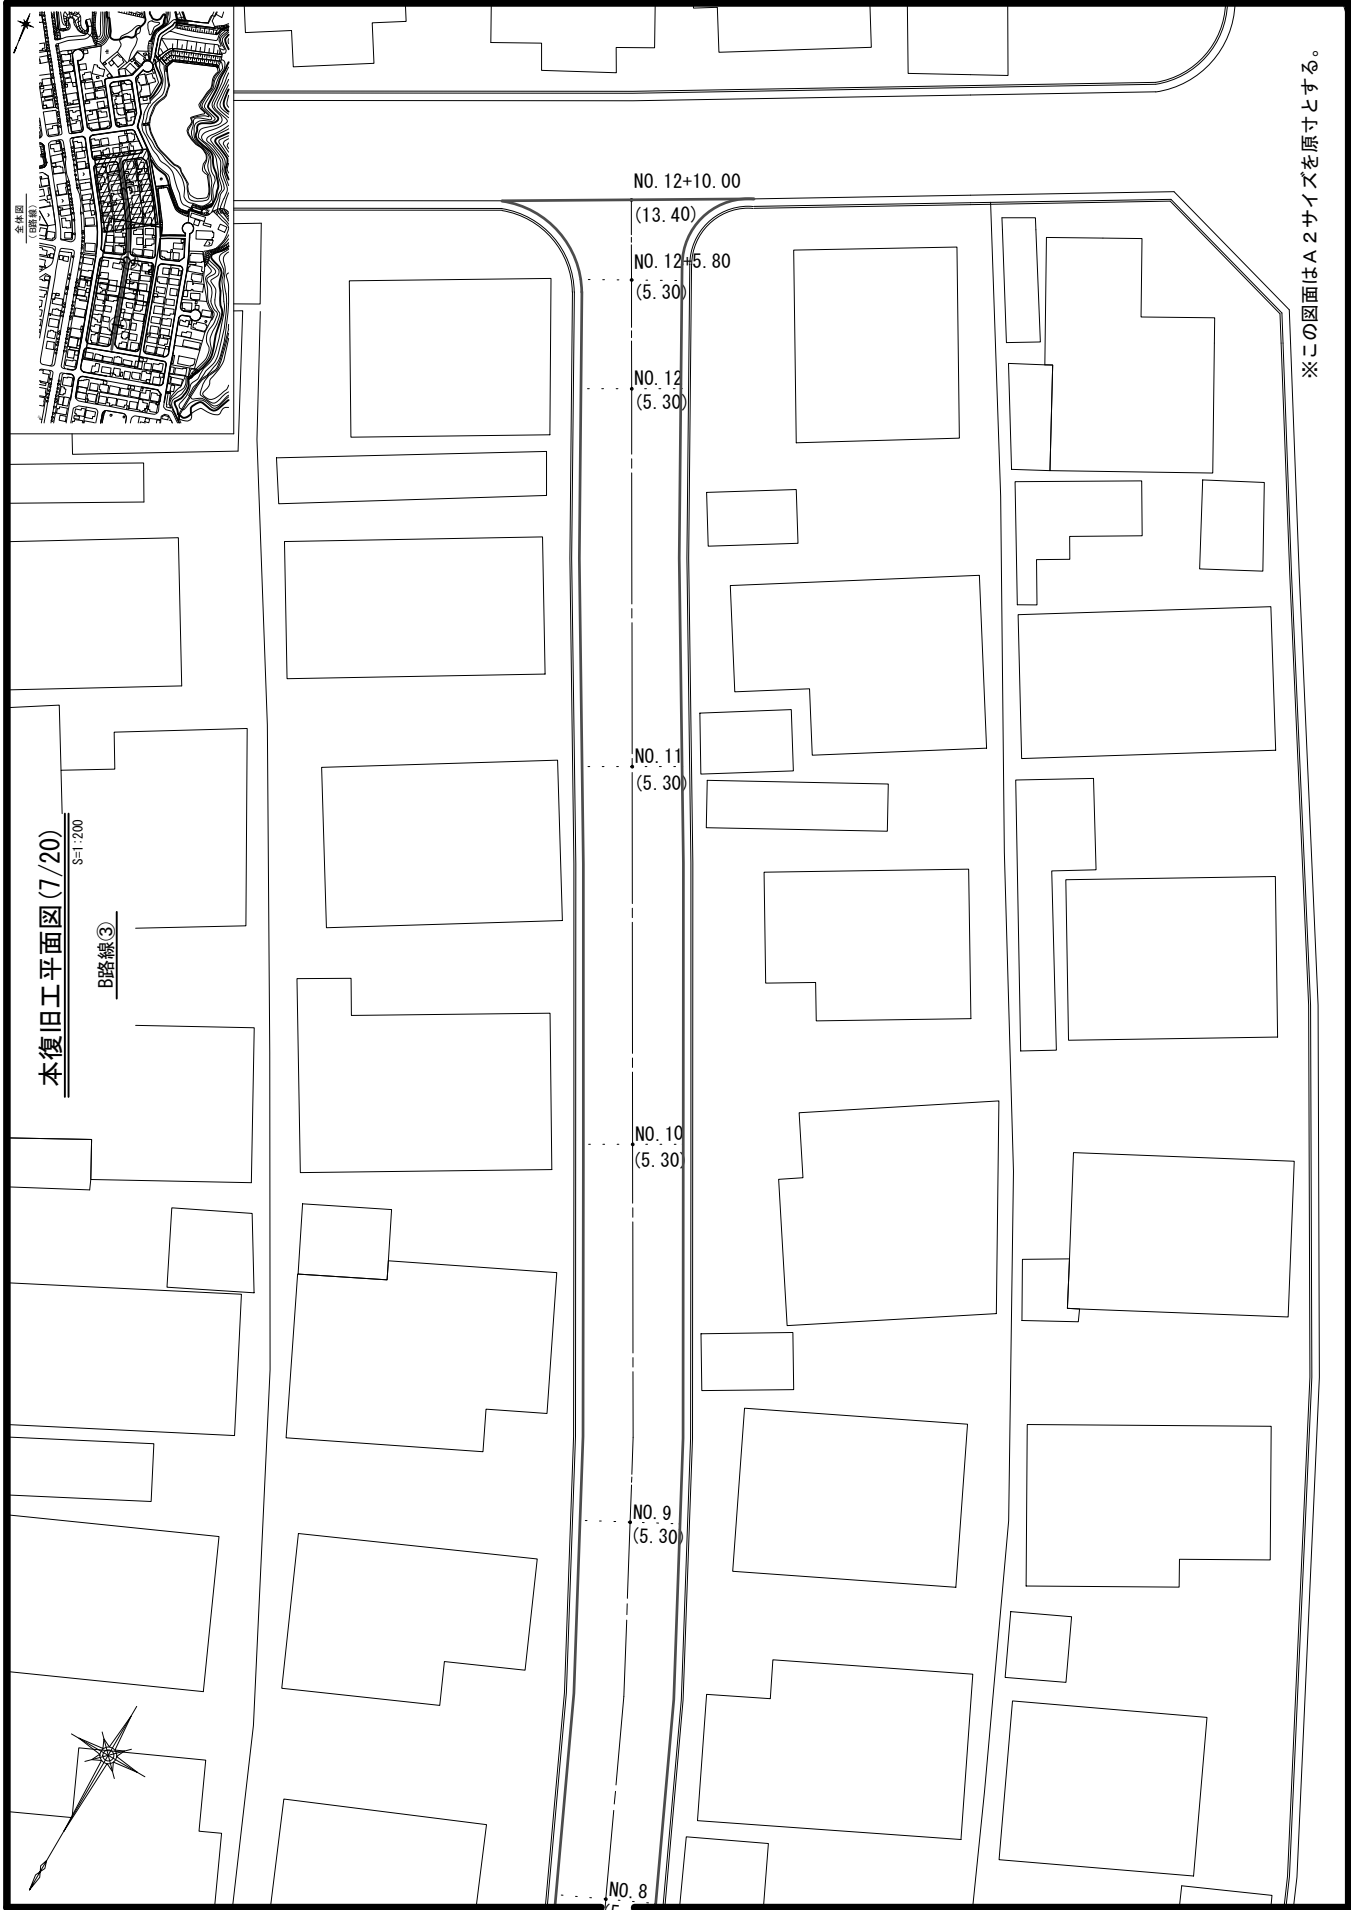 全体図
(B路線)
本復旧工平面図(7/20)
S=1:200
B路線③
※この図面はA2サイズを原寸とする。
NO.12+10.00
(13.40)
NO.12+5.80
(5.30)
NO.12
(5.30)
NO.11
(5.30)
NO.10
(5.30)
NO.9
(5.30)
NO.8